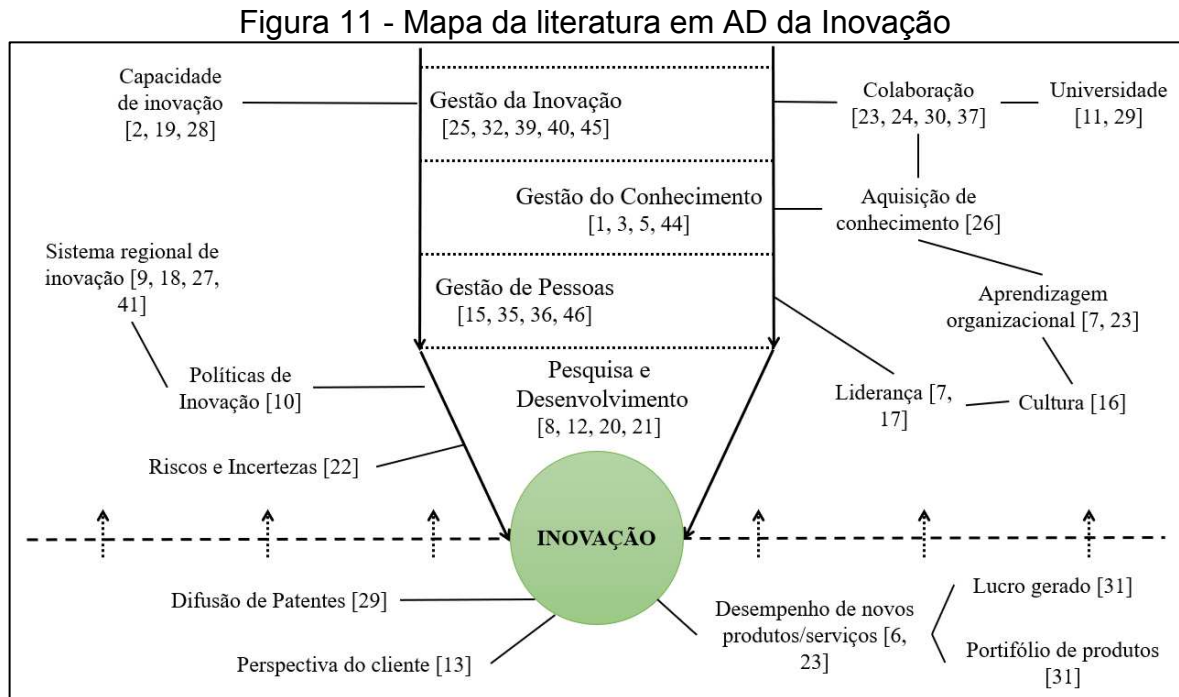 Figura 11 - Mapa da literatura em AD da Inovação
Capacidade
de inovação
[2, 19, 28]
Gestão da Inovação
[25, 32, 39, 40, 45]
Colaboração
[23, 24, 30, 37]
Universidade
[11, 29]
Gestão do Conhecimento
[1, 3, 5, 44]
Aquisição de
conhecimento [26]
Sistema regional de
inovação [9, 18, 27,
41]
Gestão de Pessoas
[15, 35, 36, 46]
Aprendizagem
organizacional [7, 23]
Políticas de
Inovação [10]
Pesquisa e
Desenvolvimento
[8, 12, 20, 21]
Liderança [7,
17]
Cultura [16]
Riscos e Incertezas [22]
INOVAÇÃO
Difusão de Patentes [29]
Perspectiva do cliente [13]
Desempenho de novos
produtos/serviços [6,
23]
Lucro gerado [31]
Portifólio de produtos
[31]